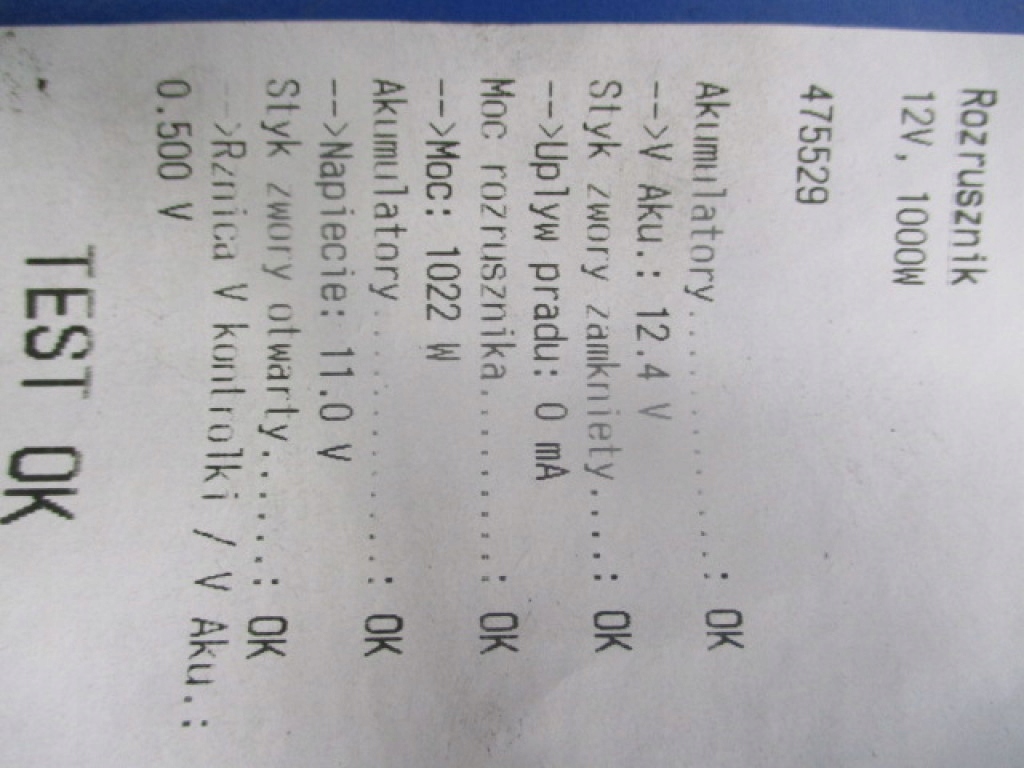 Rozrusznik
12V, 1000W
475529
Akumulatory..........: OK
-->V Aku.: 12.4 V
Styk zwory zamkniety....: OK
-->Uplyw pradu: 0 mA
Moc rozrusznika........: OK
-->Moc: 1022 W
Akumulatory..........: OK
-->Napiecie: 11.0 V
Styk zwory otwarty.....: OK
-->Rznica V kontrolki / V Aku.:
0.500 V
TEST OK